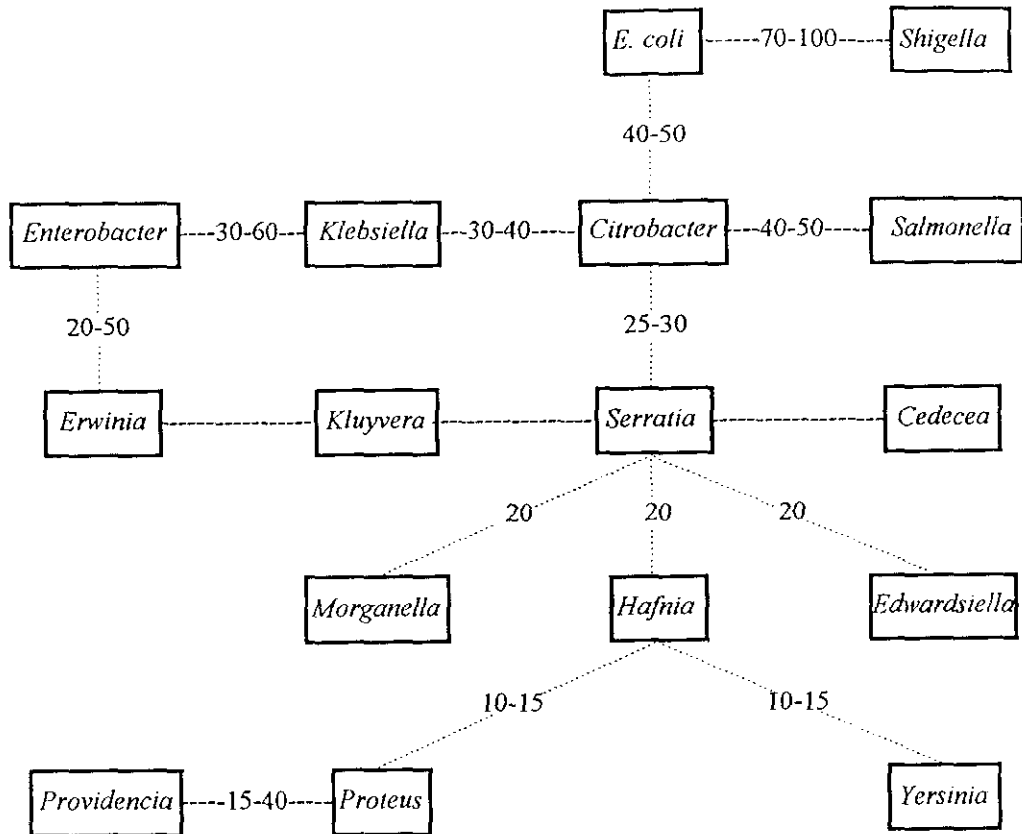 E. coli 70-100 Shigella
40-50
Enterobacter 30-60 Klebsiella 30-40 Citrobacter 40-50 Salmonella
20-50 25-30
Erwinia Kluyvera Serratia Cedecea
20 20 20
Morganella Hafnia Edwardsiella
10-15 10-15
Providencia 15-40 Proteus Yersinia